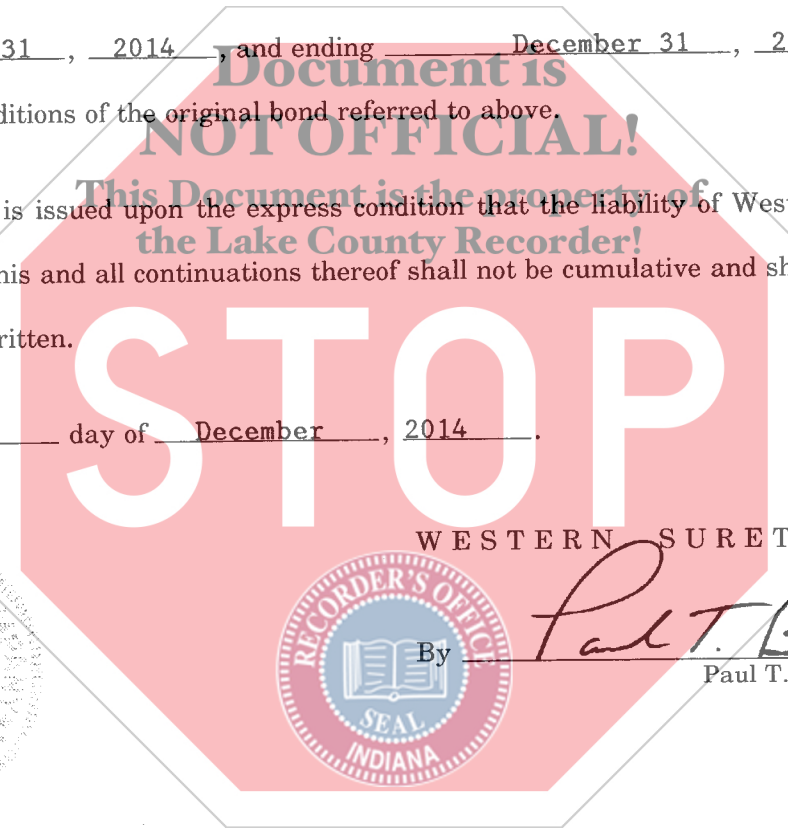 31, 2014, and ending December 31, 2
Document is
ditions of the original bond referred to above.
NOT OFFICIAL!
This Document is the property of
is issued upon the express condition that the liability of Wes
the Lake County Recorder!
his and all continuations thereof shall not be cumulative and sh
ritten.
STOP
day of December, 2014.
WESTERN SURET
RECORDER'S OFFICE
SEAL
INDIANA
By Paul T.
Paul T.